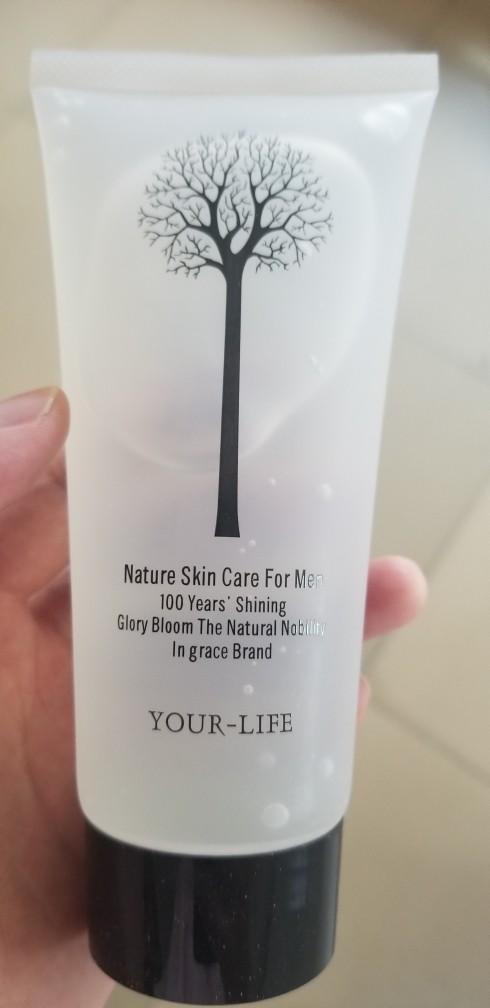 Nature Skin Care For Men
100 Years' Shining
Glory Bloom The Natural Nobility
In grace Brand
YOUR-LIFE